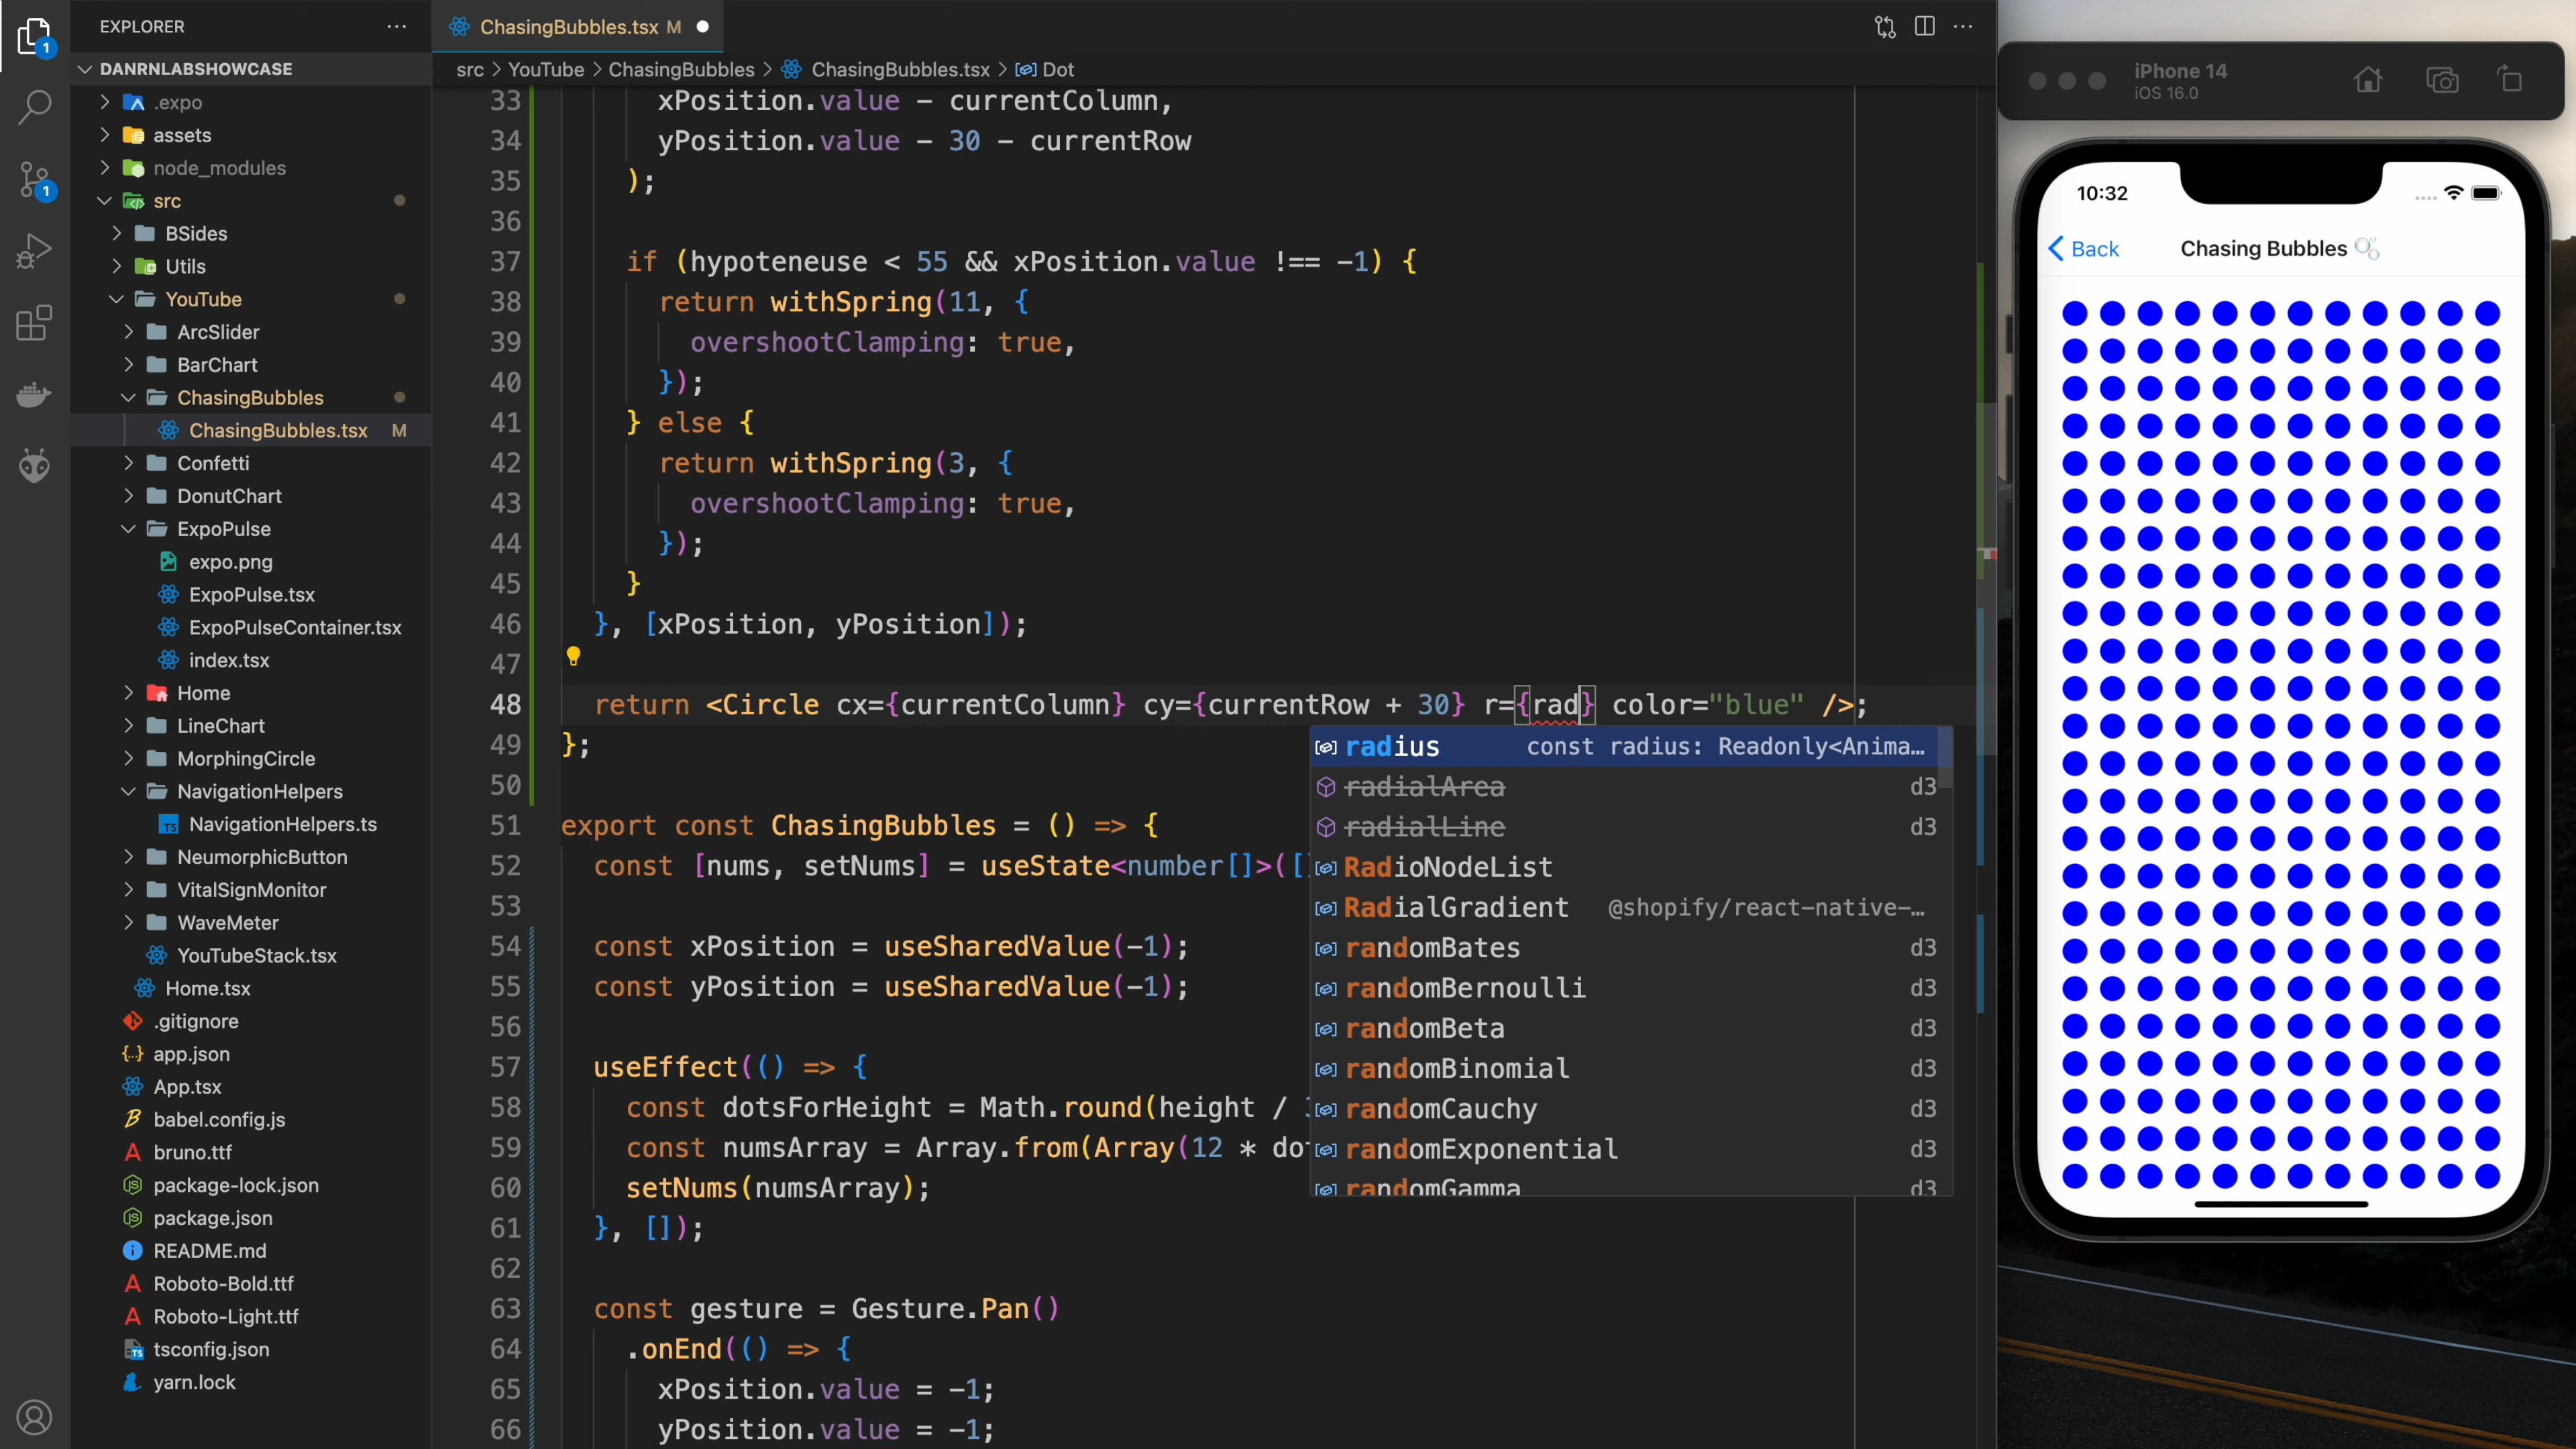 EXPLORER
DANRNLABSHOWCASE
.expo
assets
node_modules
src
BSides
Utils
YouTube
ArcSlider
BarChart
ChasingBubbles
ChasingBubbles.tsx M
Confetti
DonutChart
ExpoPulse
expo.png
ExpoPulse.tsx
ExpoPulseContainer.tsx
index.tsx
Home
LineChart
MorphingCircle
NavigationHelpers
NavigationHelpers.ts
NeumorphicButton
VitalSignMonitor
WaveMeter
YouTubeStack.tsx
Home.tsx
.gitignore
app.json
App.tsx
babel.config.js
bruno.ttf
package-lock.json
package.json
README.md
Roboto-Bold.ttf
Roboto-Light.ttf
tsconfig.json
yarn.lock
1
1
ChasingBubbles.tsx M
src > YouTube > ChasingBubbles > ChasingBubbles.tsx > Dot
33 xPosition.value - currentColumn,
34 yPosition.value - 30 - currentRow
35 );
36
37 if (hypoteneuse < 55 && xPosition.value !== -1) {
38 return withSpring(11, {
39 overshootClamping: true,
40 });
41 } else {
42 return withSpring(3, {
43 overshootClamping: true,
44 });
45 }
46 }, [xPosition, yPosition]);
47
48 return <Circle cx={currentColumn} cy={currentRow + 30} r={rad} color="blue" />;
49 };
50
51 export const ChasingBubbles = () => {
52 const [nums, setNums] = useState<number[]>([
53
54 const xPosition = useSharedValue(-1);
55 const yPosition = useSharedValue(-1);
56
57 useEffect(() => {
58 const dotsForHeight = Math.round(height /
59 const numsArray = Array.from(Array(12 *
60 setNums(numsArray);
61 }, []);
62
63 const gesture = Gesture.Pan()
64 .onEnd(() => {
65 xPosition.value = -1;
66 yPosition.value = -1;
radius const radius: Readonly<Anima…
radialArea d3
radialLine d3
RadioNodeList
RadialGradient @shopify/react-native-…
randomBates d3
randomBernoulli d3
randomBeta d3
randomBinomial d3
randomCauchy d3
randomExponential d3
randomGamma d3
iPhone 14
iOS 16.0
10:32
Back
Chasing Bubbles 🫧